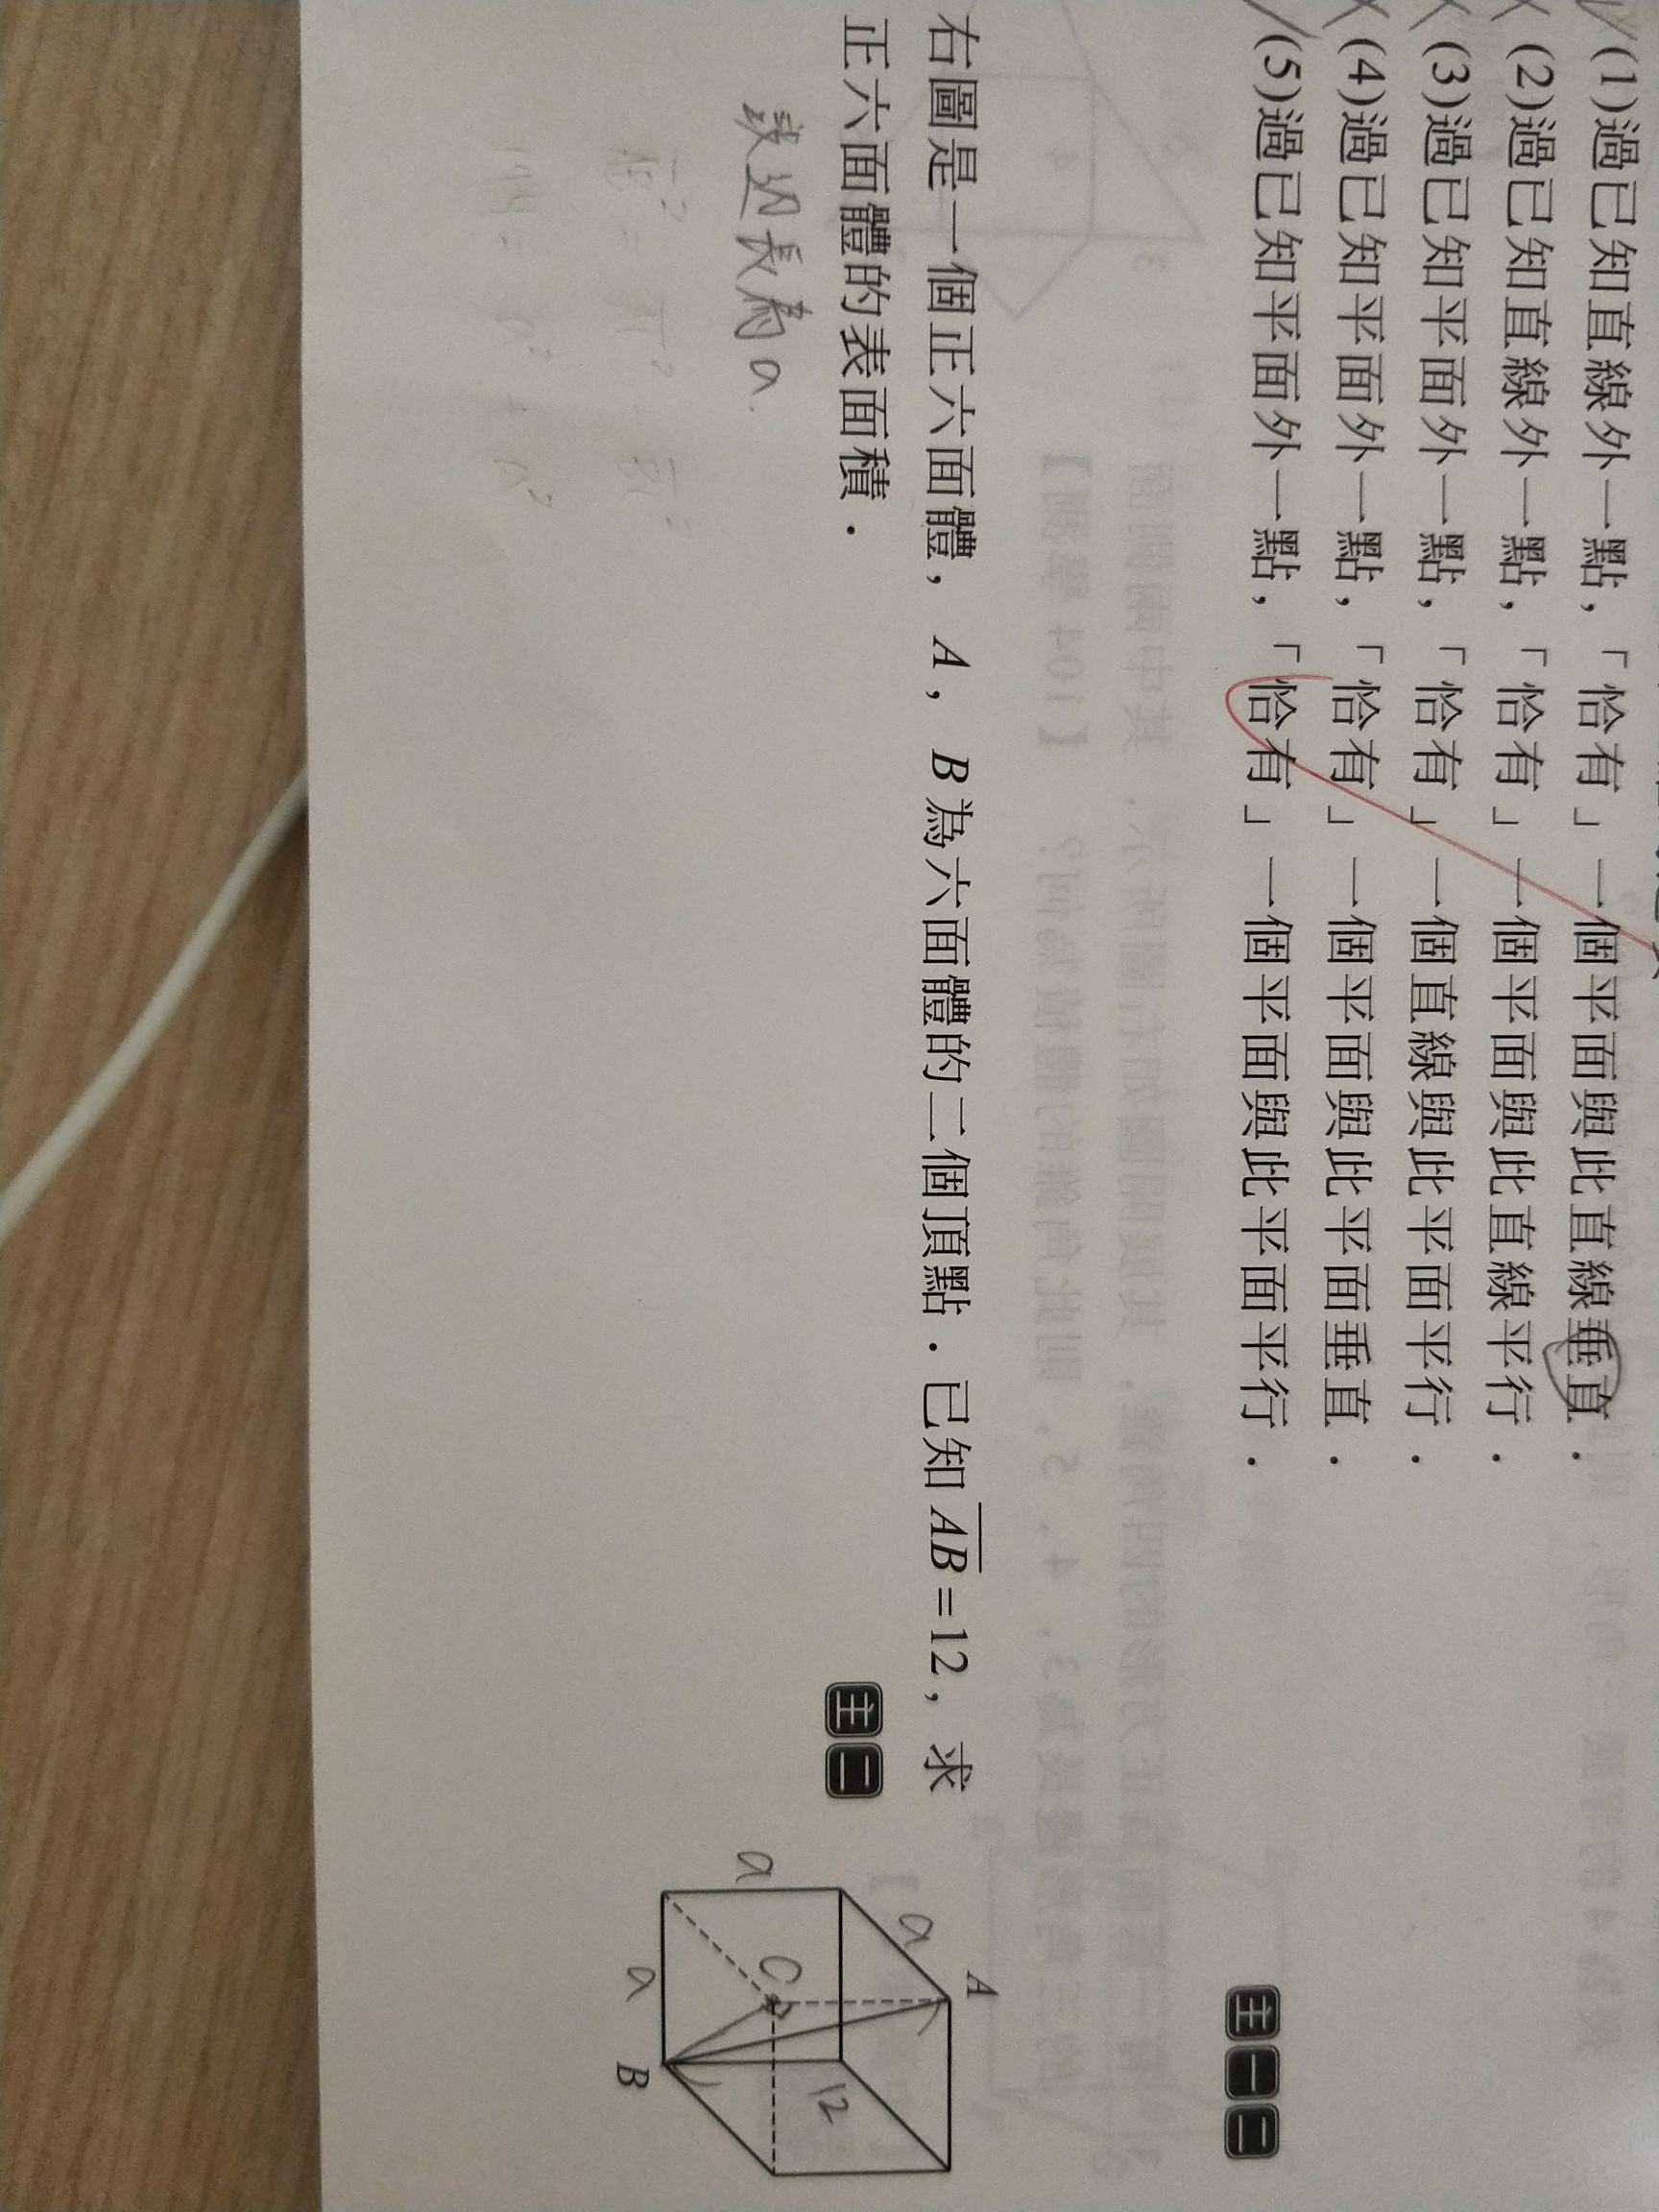 (1)過已知直線外一點,「恰有」一個平面與此直線垂直.
(2)過已知直線外一點,「恰有」一個平面與此直線平行.
(3)過已知平面外一點,「恰有」一個直線與此平面平行.
(4)過已知平面外一點,「恰有」一個平面與此平面垂直.
(5)過已知平面外一點,「恰有」一個平面與此平面平行.
主 一 二
右圖是一個正六面體, A, B 為六面體的二個頂點.已知 AB=12, 求
正六面體的表面積.
主 二
設邊長為a.
A
a
a
C
12
a
B